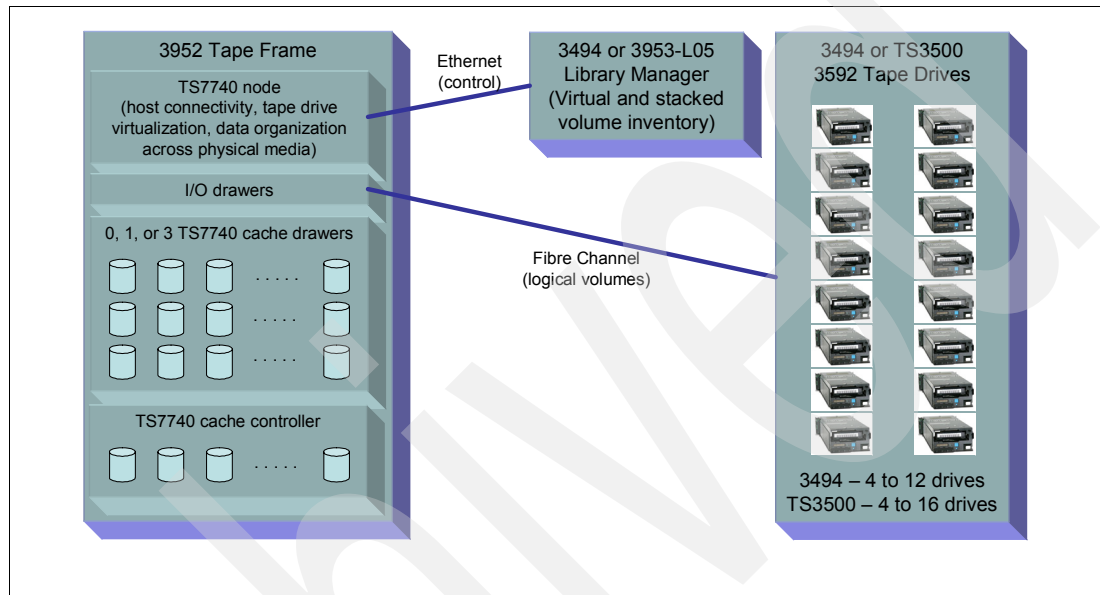 3952 Tape Frame
TS7740 node
(host connectivity, tape drive
virtualization, data organization
across physical media)
I/O drawers
0, 1, or 3 TS7740 cache drawers
. . . . .
. . . . .
. . . . .
TS7740 cache controller
. . . . .
Ethernet
(control)
3494 or 3953-L05
Library Manager
(Virtual and stacked
volume inventory)
Fibre Channel
(logical volumes)
3494 or TS3500
3592 Tape Drives
3494 – 4 to 12 drives
TS3500 – 4 to 16 drives